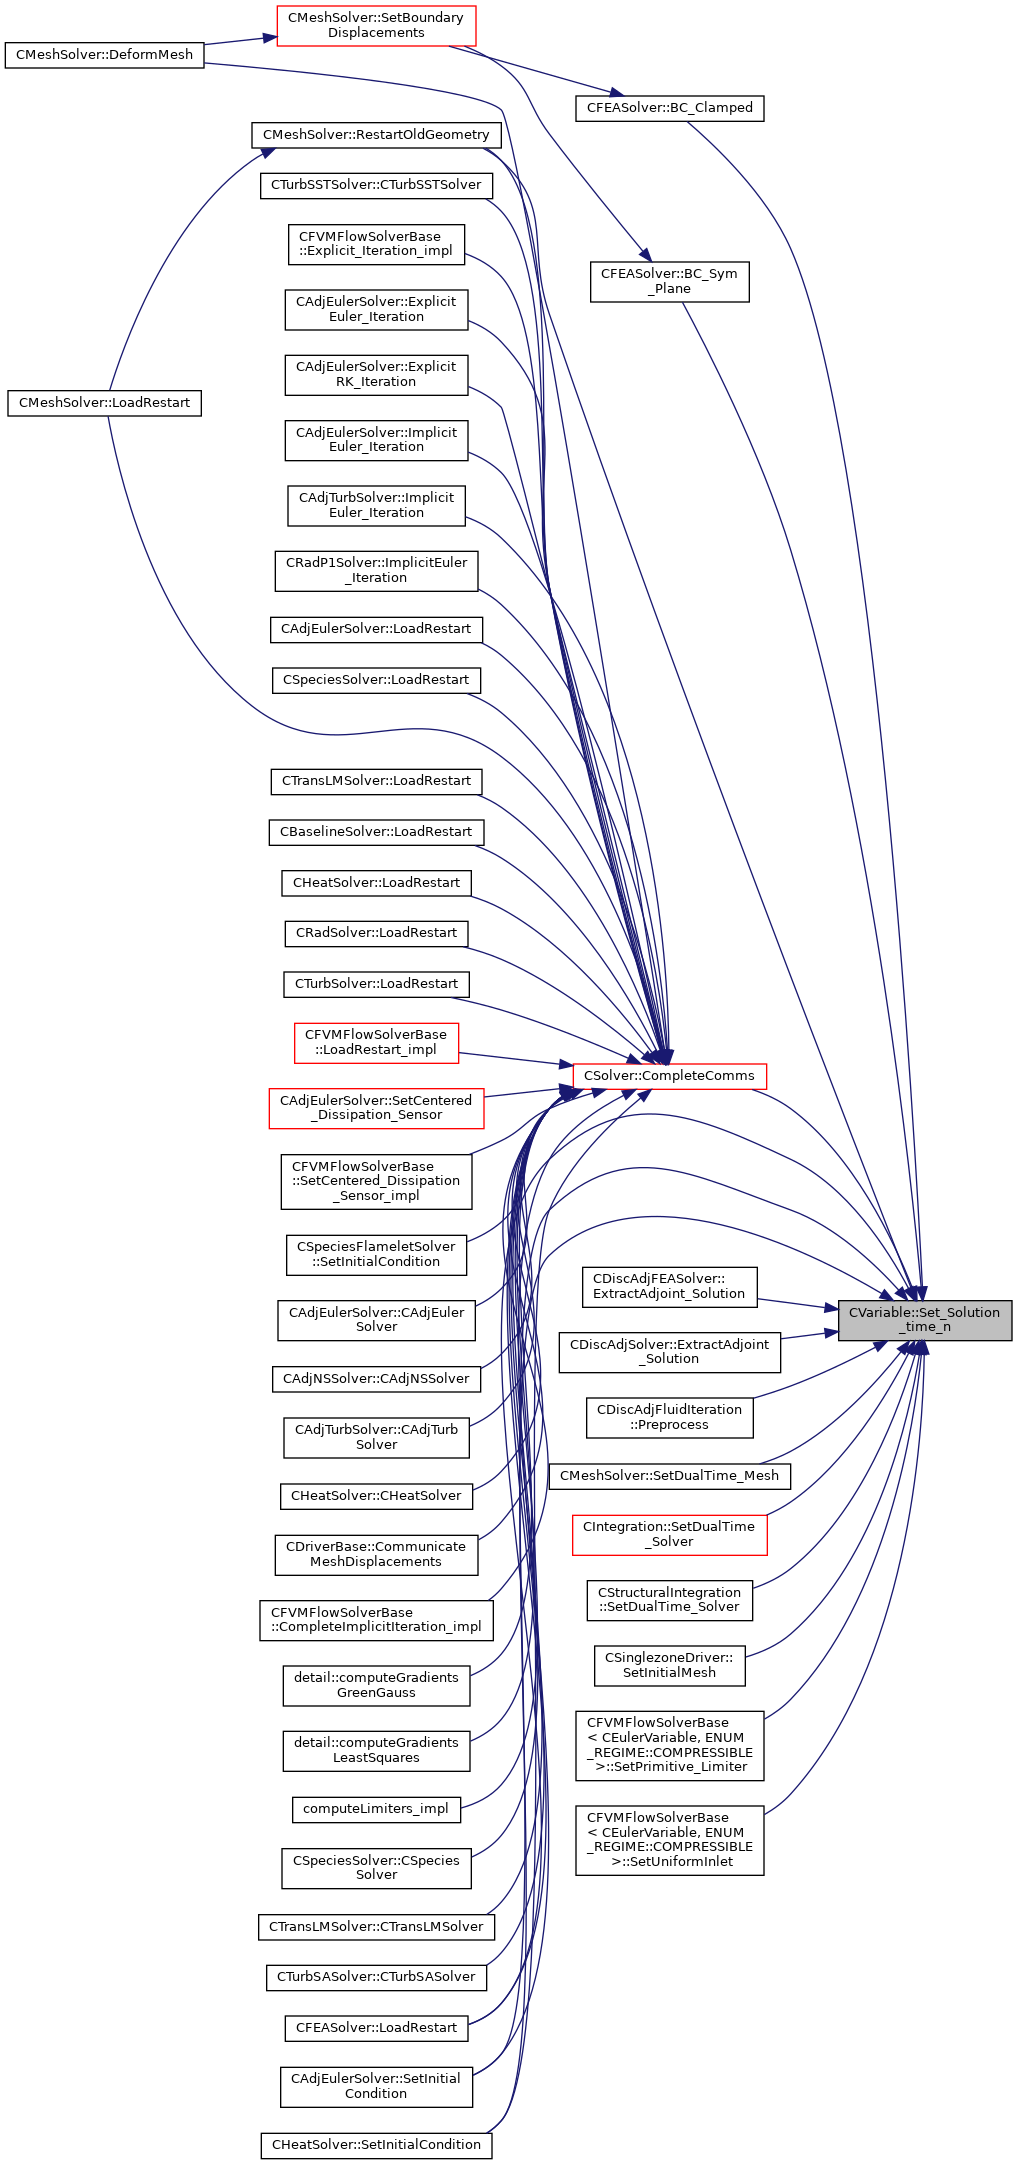 CMeshSolver::SetBoundary
Displacements
CMeshSolver::DeformMesh
CFEASolver::BC_Clamped
CMeshSolver::RestartOldGeometry
CTurbSSTSolver::CTurbSSTSolver
CFVMFlowSolverBase
::Explicit_Iteration_impl
CFEASolver::BC_Sym
_Plane
CAdjEulerSolver::Explicit
Euler_Iteration
CAdjEulerSolver::Explicit
RK_Iteration
CMeshSolver::LoadRestart
CAdjEulerSolver::Implicit
Euler_Iteration
CAdjTurbSolver::Implicit
Euler_Iteration
CRadP1Solver::ImplicitEuler
_Iteration
CAdjEulerSolver::LoadRestart
CSpeciesSolver::LoadRestart
CTransLMSolver::LoadRestart
CBaselineSolver::LoadRestart
CHeatSolver::LoadRestart
CRadSolver::LoadRestart
CTurbSolver::LoadRestart
CFVMFlowSolverBase
::LoadRestart_impl
CSolver::CompleteComms
CAdjEulerSolver::SetCentered
_Dissipation_Sensor
CFVMFlowSolverBase
::SetCentered_Dissipation
_Sensor_impl
CSpeciesFlameletSolver
::SetInitialCondition
CDiscAdjFEASolver::
ExtractAdjoint_Solution
CVariable::Set_Solution
_time_n
CAdjEulerSolver::CAdjEuler
Solver
CDiscAdjSolver::ExtractAdjoint
_Solution
CAdjNSSolver::CAdjNSSolver
CDiscAdjFluidIteration
::Preprocess
CAdjTurbSolver::CAdjTurb
Solver
CMeshSolver::SetDualTime_Mesh
CHeatSolver::CHeatSolver
CIntegration::SetDualTime
_Solver
CDriverBase::Communicate
MeshDisplacements
CStructuralIntegration
::SetDualTime_Solver
CFVMFlowSolverBase
::CompleteImplicitIteration_impl
CSinglezoneDriver::
SetInitialMesh
detail::computeGradients
GreenGauss
CFVMFlowSolverBase
< CEulerVariable, ENUM
_REGIME::COMPRESSIBLE
>::SetPrimitive_Limiter
detail::computeGradients
LeastSquares
computeLimiters_impl
CFVMFlowSolverBase
< CEulerVariable, ENUM
_REGIME::COMPRESSIBLE
>::SetUniformInlet
CSpeciesSolver::CSpecies
Solver
CTransLMSolver::CTransLMSolver
CTurbSASolver::CTurbSASolver
CFEASolver::LoadRestart
CAdjEulerSolver::SetInitial
Condition
CHeatSolver::SetInitialCondition